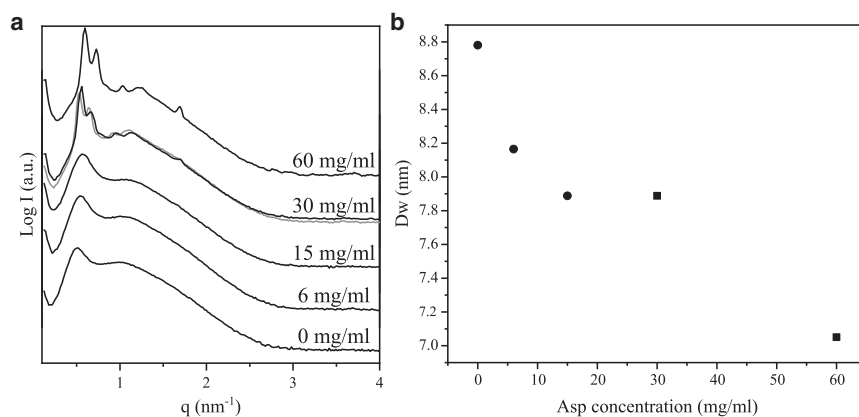 a
Log I (a.u.)
60 mg/ml
30 mg/ml
15 mg/ml
6 mg/ml
0 mg/ml
1
2
3
4
q (nm⁻¹)
b
Dw (nm)
8.8
8.6
8.4
8.2
8.0
7.8
7.6
7.4
7.2
7.0
0
10
20
30
40
50
60
Asp concentration (mg/ml)